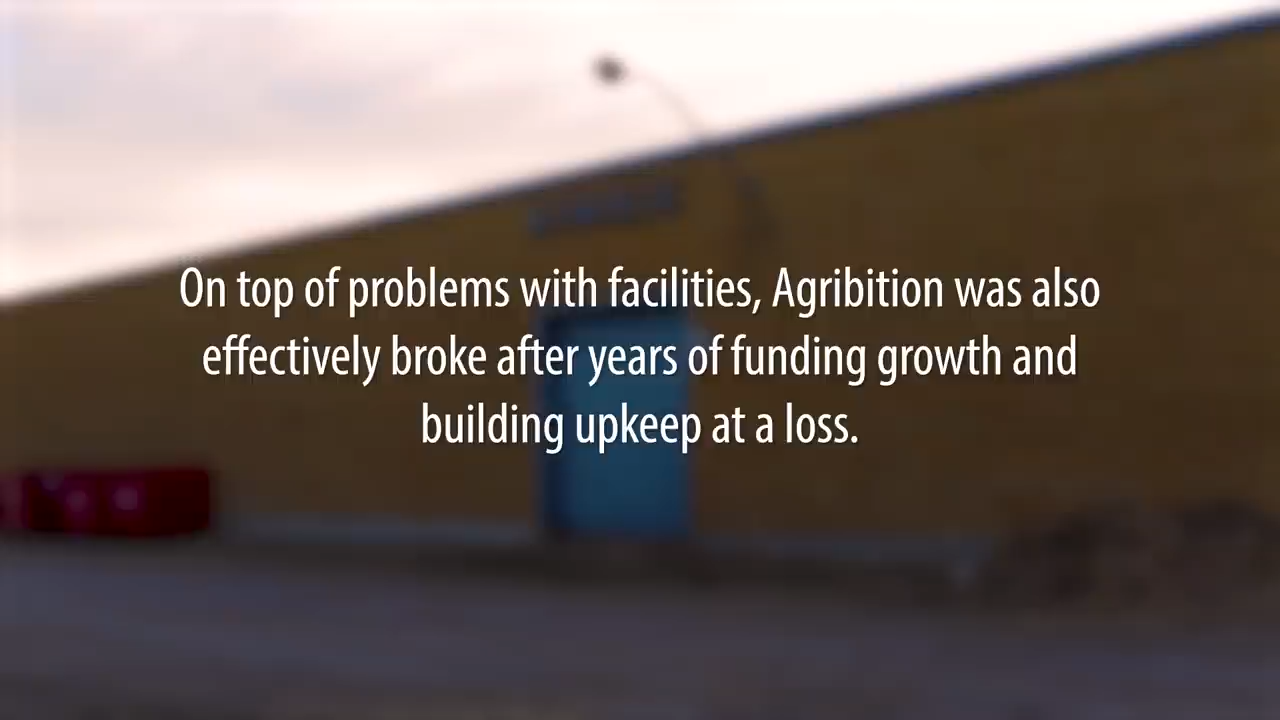 On top of problems with facilities, Agribition was also
effectively broke after years of funding growth and
building upkeep at a loss.